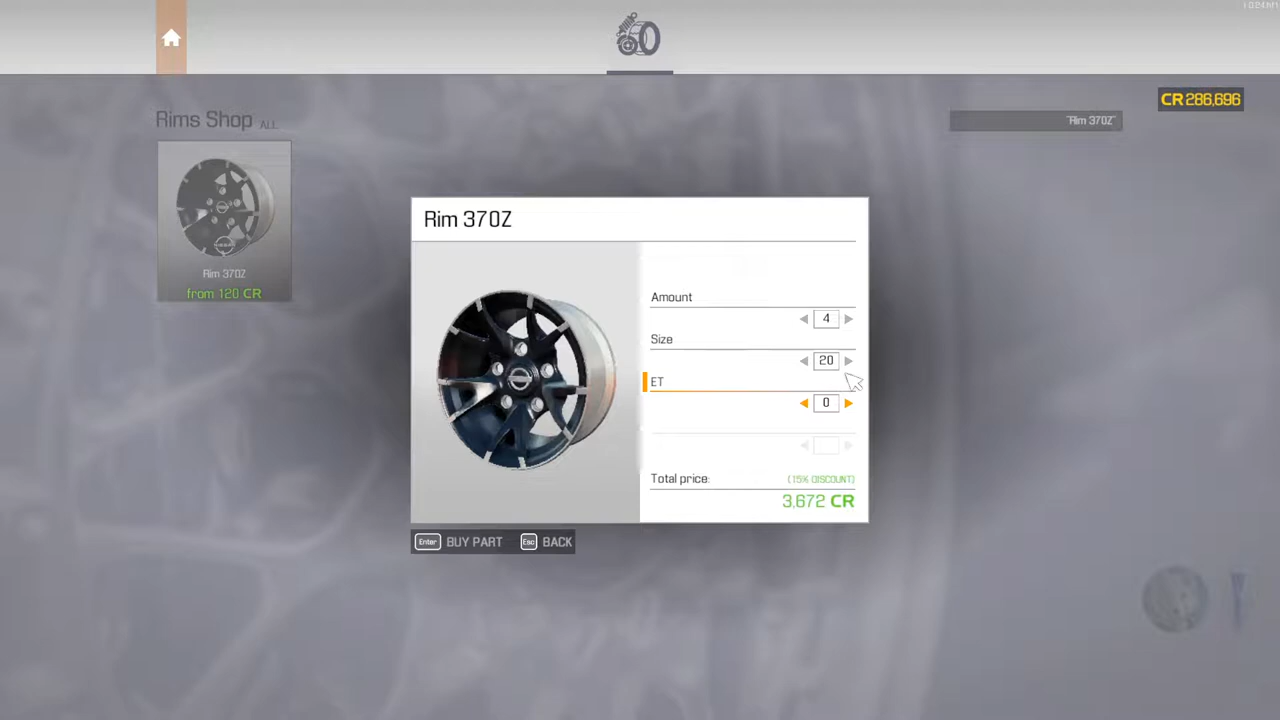 CR 286,696
Rims Shop ALL
"Rim 370Z"
Rim 370Z
from 120 CR
Rim 370Z
Amount
4
Size
20
ET
0
Total price: (15% DISCOUNT)
3,672 CR
Enter BUY PART Esc BACK